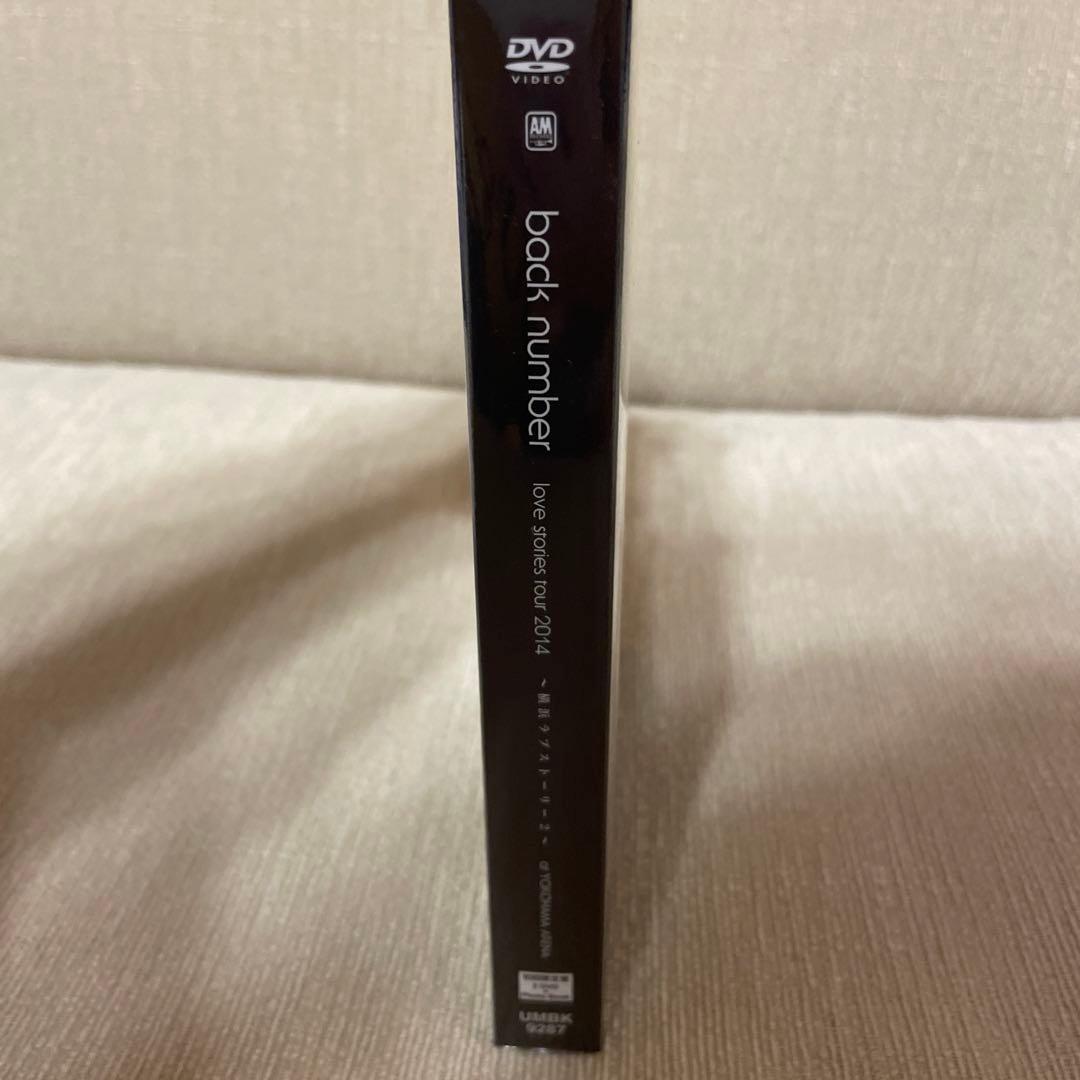 DVD
VIDEO
AM
back number
love stories tour 2014
〜横浜ラブストーリー2〜
at YOKOHAMA ARENA
UMBK
9287